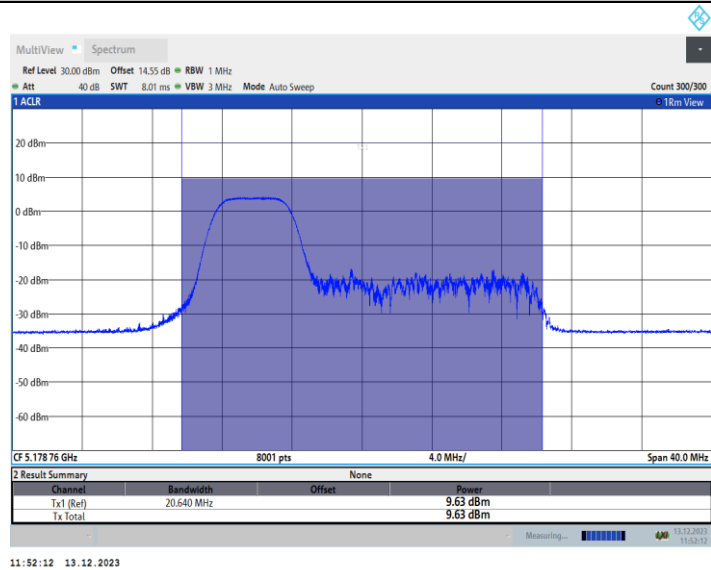 MultiView Spectrum
Ref Level 30.00 dBm Offset 14.55 dB RBW 1 MHz
Att 40 dB SWT 8.01 ms VBW 3 MHz Mode Auto Sweep Count 300/300
1 ACLR 1Rm View
20 dBm
10 dBm
0 dBm
-10 dBm
-20 dBm
-30 dBm
-40 dBm
-50 dBm
-60 dBm
CF 5.178 76 GHz 8001 pts 4.0 MHz/ Span 40.0 MHz
2 Result Summary None
Channel Bandwidth Offset Power
Tx1 (Ref) 20.640 MHz 9.63 dBm
Tx Total 9.63 dBm
Measuring... 13.12.2023
11:52:12
11:52:12 13.12.2023